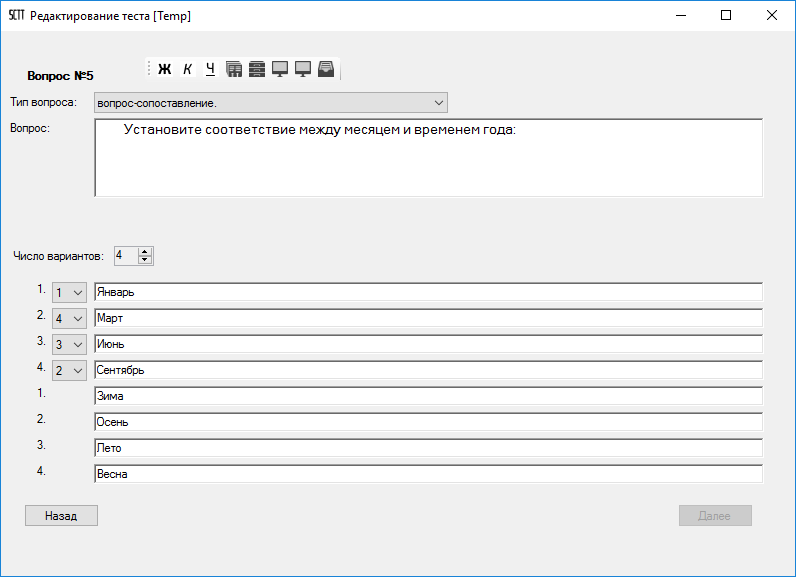 SCTT Редактирование теста [Temp]
Вопрос №5
Ж К Ч
Тип вопроса: вопрос-сопоставление.
Вопрос: Установите соответствие между месяцем и временем года:
Число вариантов: 4
1. 1 Январь
2. 4 Март
3. 3 Июнь
4. 2 Сентябрь
1. Зима
2. Осень
3. Лето
4. Весна
Назад Далее